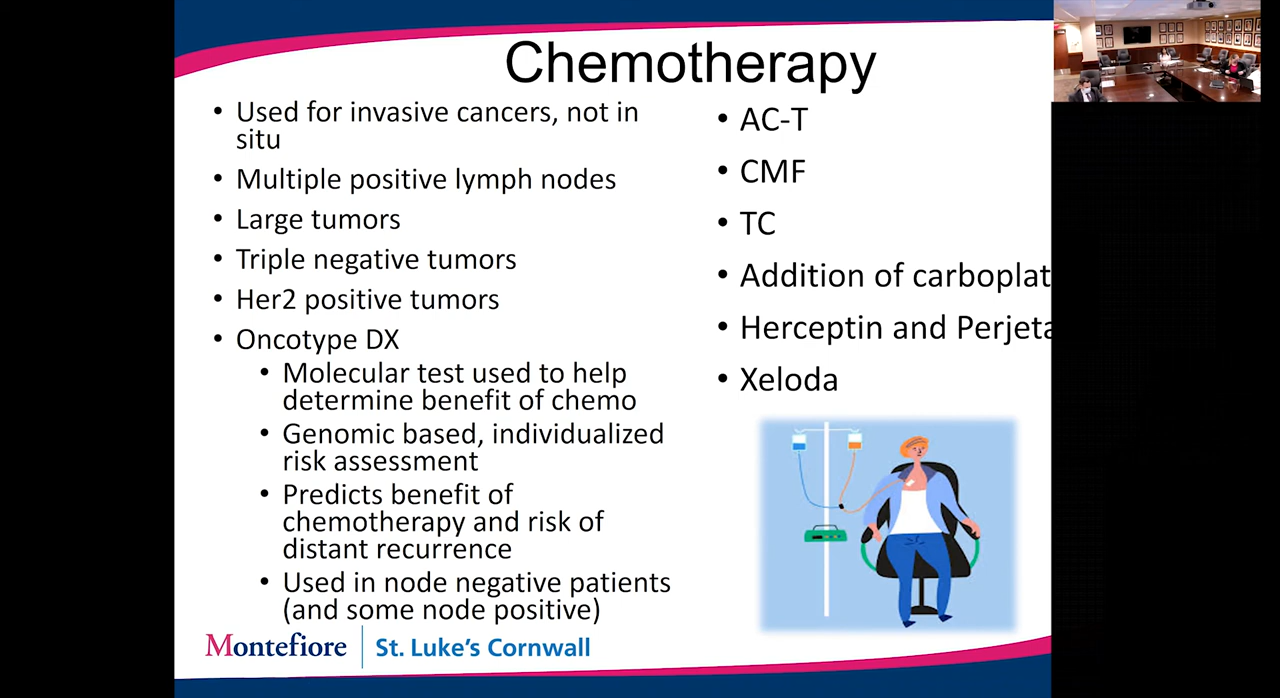 Chemotherapy
• Used for invasive cancers, not in
situ
• Multiple positive lymph nodes
• Large tumors
• Triple negative tumors
• Her2 positive tumors
• Oncotype DX
• Molecular test used to help
determine benefit of chemo
• Genomic based, individualized
risk assessment
• Predicts benefit of
chemotherapy and risk of
distant recurrence
• Used in node negative patients
(and some node positive)
• AC-T
• CMF
• TC
• Addition of carboplat
• Herceptin and Perjeta
• Xeloda
Montefiore | St. Luke's Cornwall